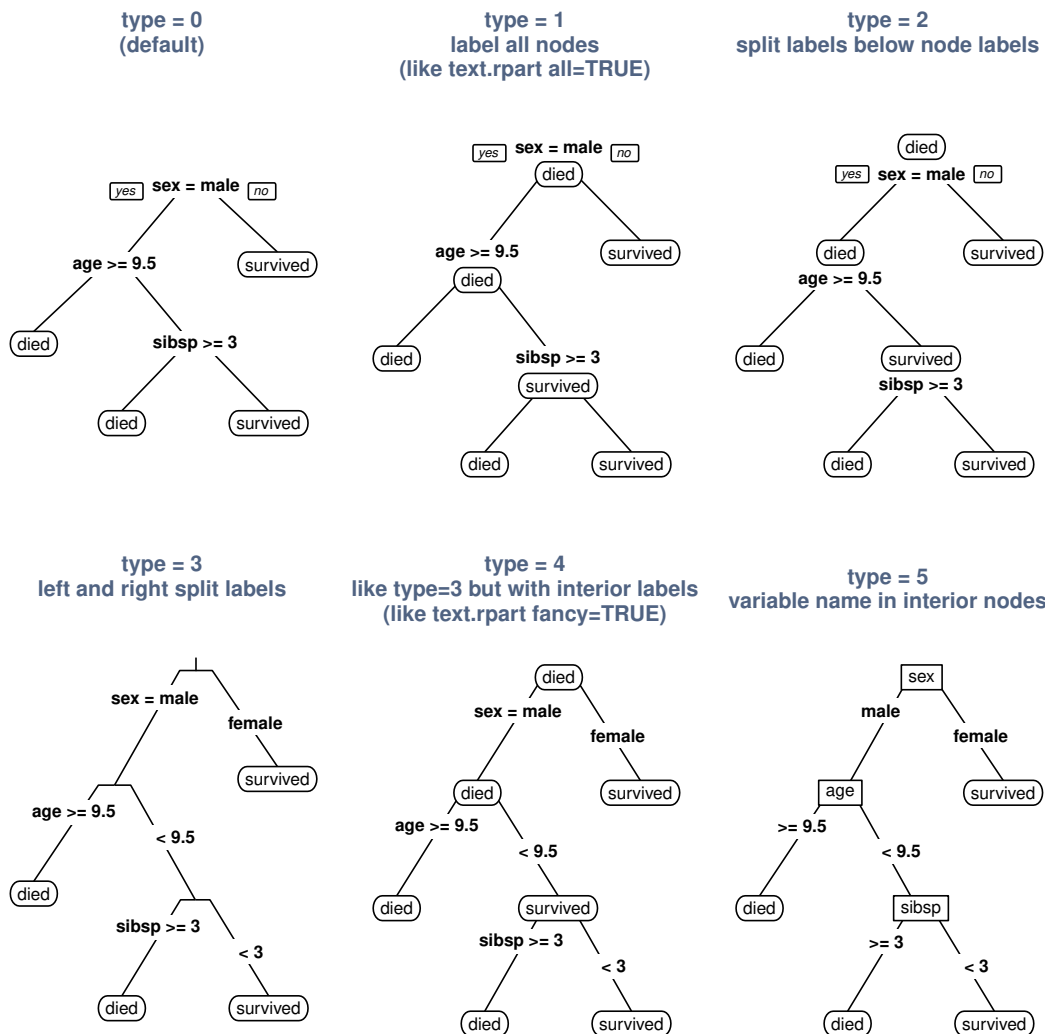 type = 0
(default)
yes sex = male no
age >= 9.5
survived
died
sibsp >= 3
died
survived
type = 1
label all nodes
(like text.rpart all=TRUE)
yes sex = male no
died
age >= 9.5
survived
died
died
sibsp >= 3
survived
died
survived
type = 2
split labels below node labels
died
yes sex = male no
died
survived
age >= 9.5
died
survived
sibsp >= 3
died
survived
type = 3
left and right split labels
sex = male
female
survived
age >= 9.5
< 9.5
died
sibsp >= 3
< 3
died
survived
type = 4
like type=3 but with interior labels
(like text.rpart fancy=TRUE)
died
sex = male
female
died
survived
age >= 9.5
< 9.5
died
survived
sibsp >= 3
< 3
died
survived
type = 5
variable name in interior nodes
sex
male
female
age
survived
>= 9.5
< 9.5
died
sibsp
>= 3
< 3
died
survived